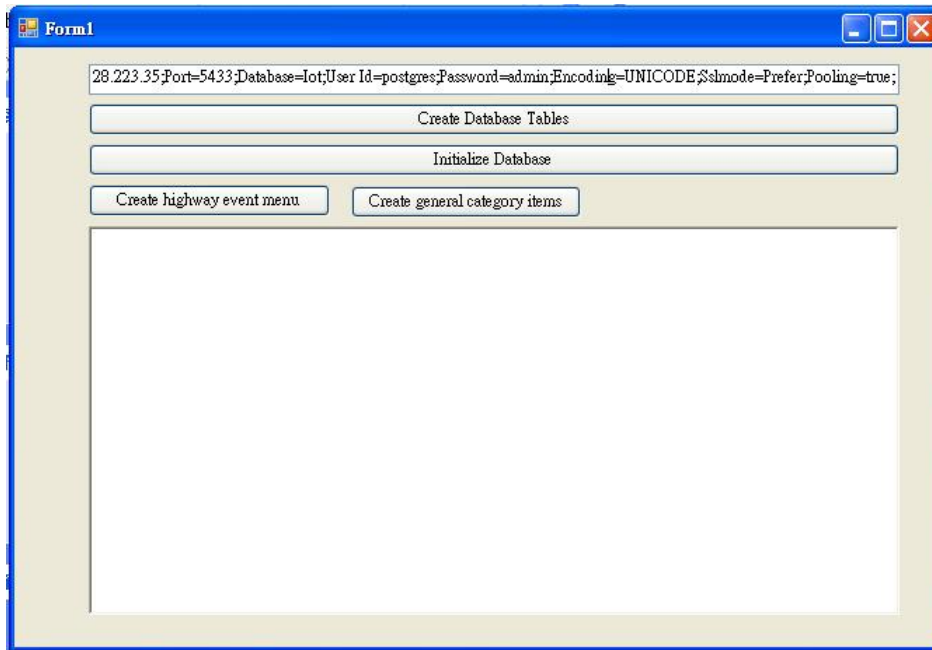 Form1
28.223.35;Port=5433;Database=Iot;User Id=postgres;Password=admin;Encoding=UNICODE;Sslmode=Prefer;Pooling=true;
Create Database Tables
Initialize Database
Create highway event menu
Create general category items